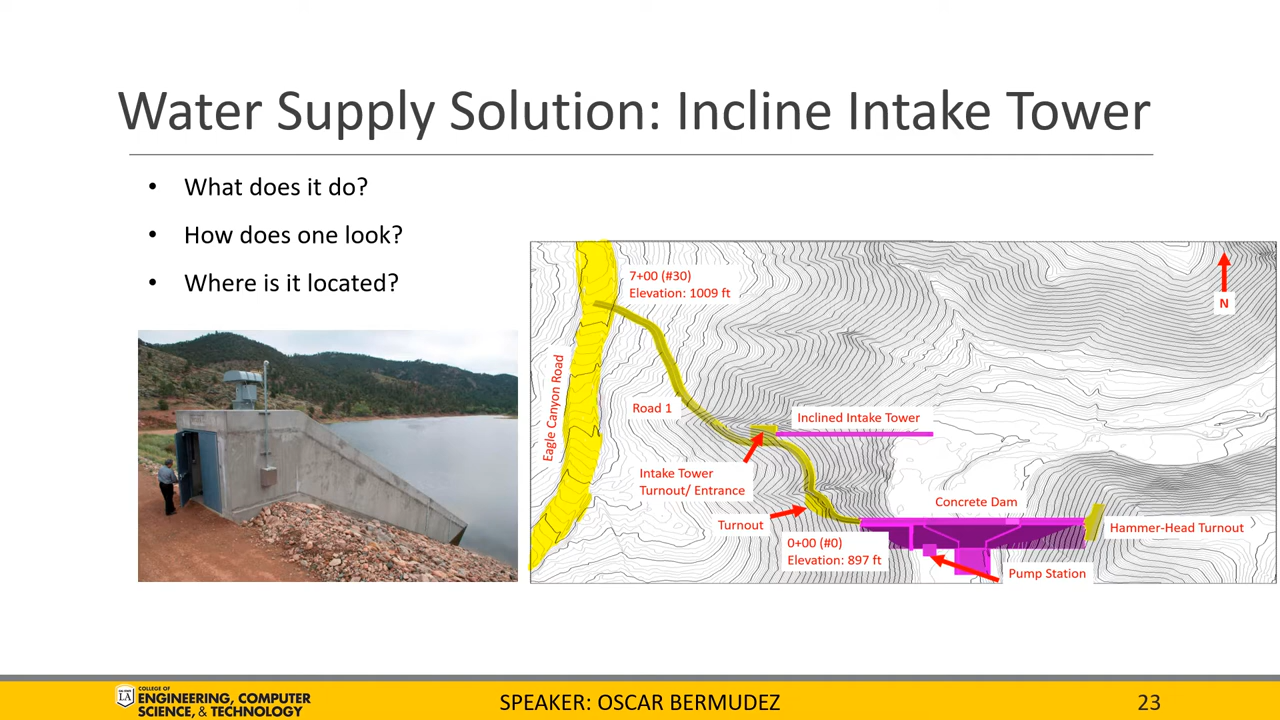 Water Supply Solution: Incline Intake Tower
• What does it do?
• How does one look?
• Where is it located?
7+00 (#30)
Elevation: 1009 ft
N
Eagle Canyon Road
Road 1
Inclined Intake Tower
Intake Tower
Turnout/ Entrance
Turnout
Concrete Dam
Hammer-Head Turnout
0+00 (#0)
Elevation: 897 ft
Pump Station
LA
COLLEGE OF
ENGINEERING, COMPUTER
SCIENCE, & TECHNOLOGY
SPEAKER: OSCAR BERMUDEZ
23